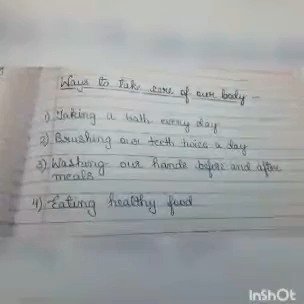 Ways to take care of our body -
1) Taking a bath every day
2) Brushing our teeth twice a day
3) Washing our hands before and after
meals
4) Eating healthy food
InShOt